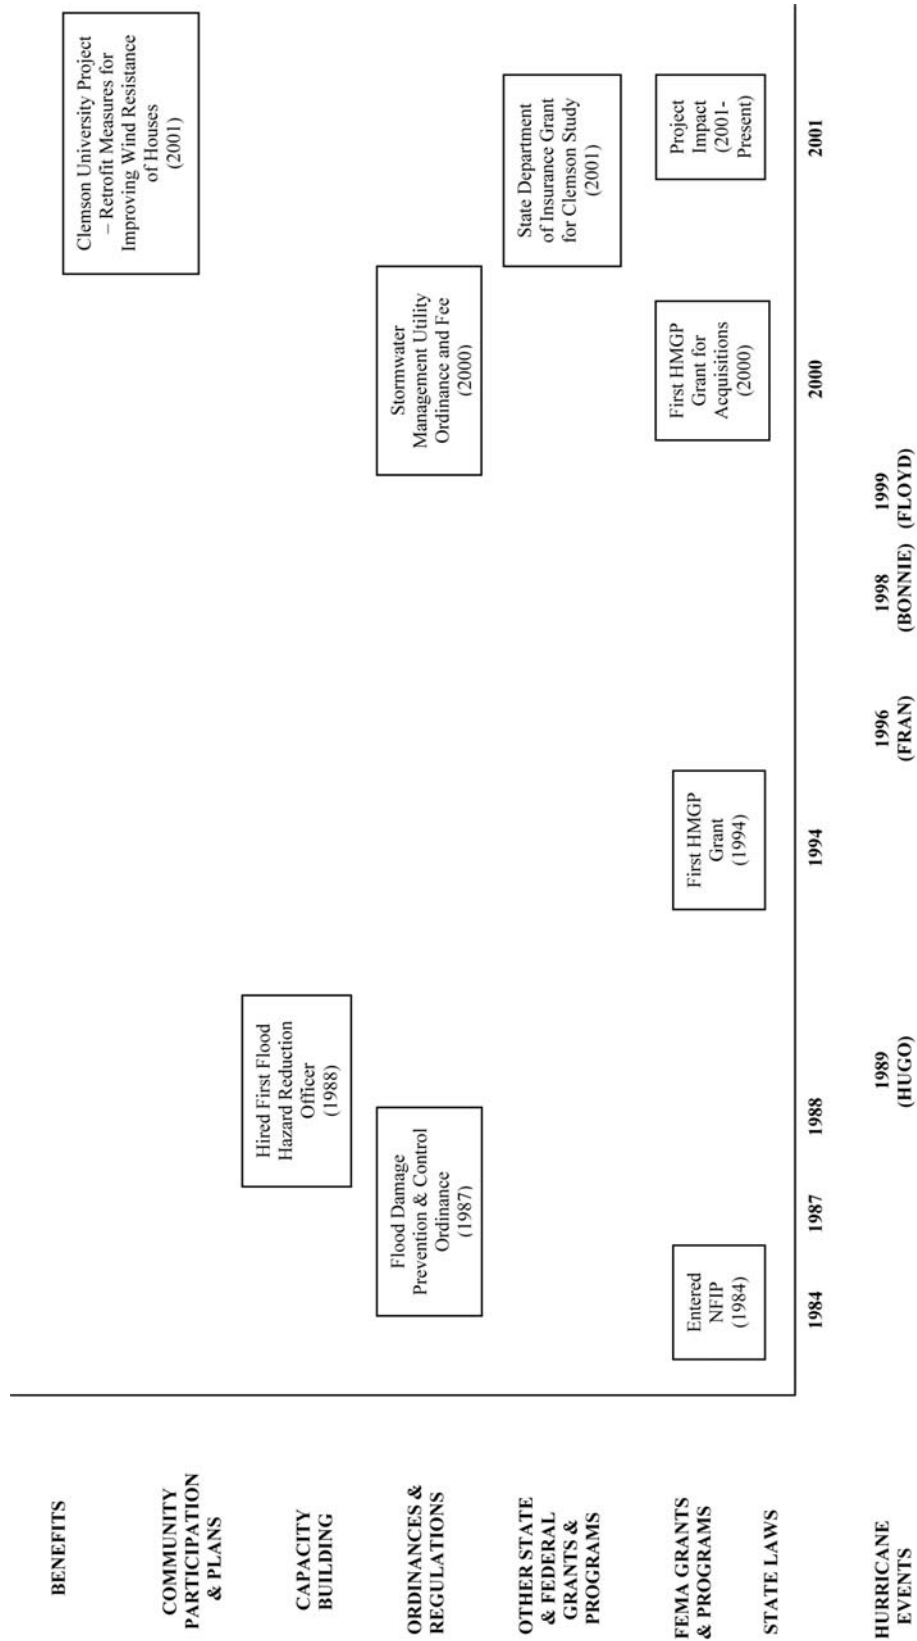 BENEFITS
Clemson University Project
– Retrofit Measures for
Improving Wind Resistance
of Houses
(2001)
COMMUNITY
PARTICIPATION
& PLANS
CAPACITY
BUILDING
Hired First Flood
Hazard Reduction
Officer
(1988)
ORDINANCES &
REGULATIONS
Flood Damage
Prevention & Control
Ordinance
(1987)
Stormwater
Management Utility
Ordinance and Fee
(2000)
OTHER STATE
& FEDERAL
GRANTS &
PROGRAMS
State Department
of Insurance Grant
for Clemson Study
(2001)
FEMA GRANTS
& PROGRAMS
Entered
NFIP
(1984)
First HMGP
Grant
(1994)
First HMGP
Grant for
Acquisitions
(2000)
Project
Impact
(2001-
Present)
STATE LAWS
1984 1987 1988 1994 2000 2001
HURRICANE
EVENTS
1989
(HUGO)
1996
(FRAN)
1998
(BONNIE)
1999
(FLOYD)